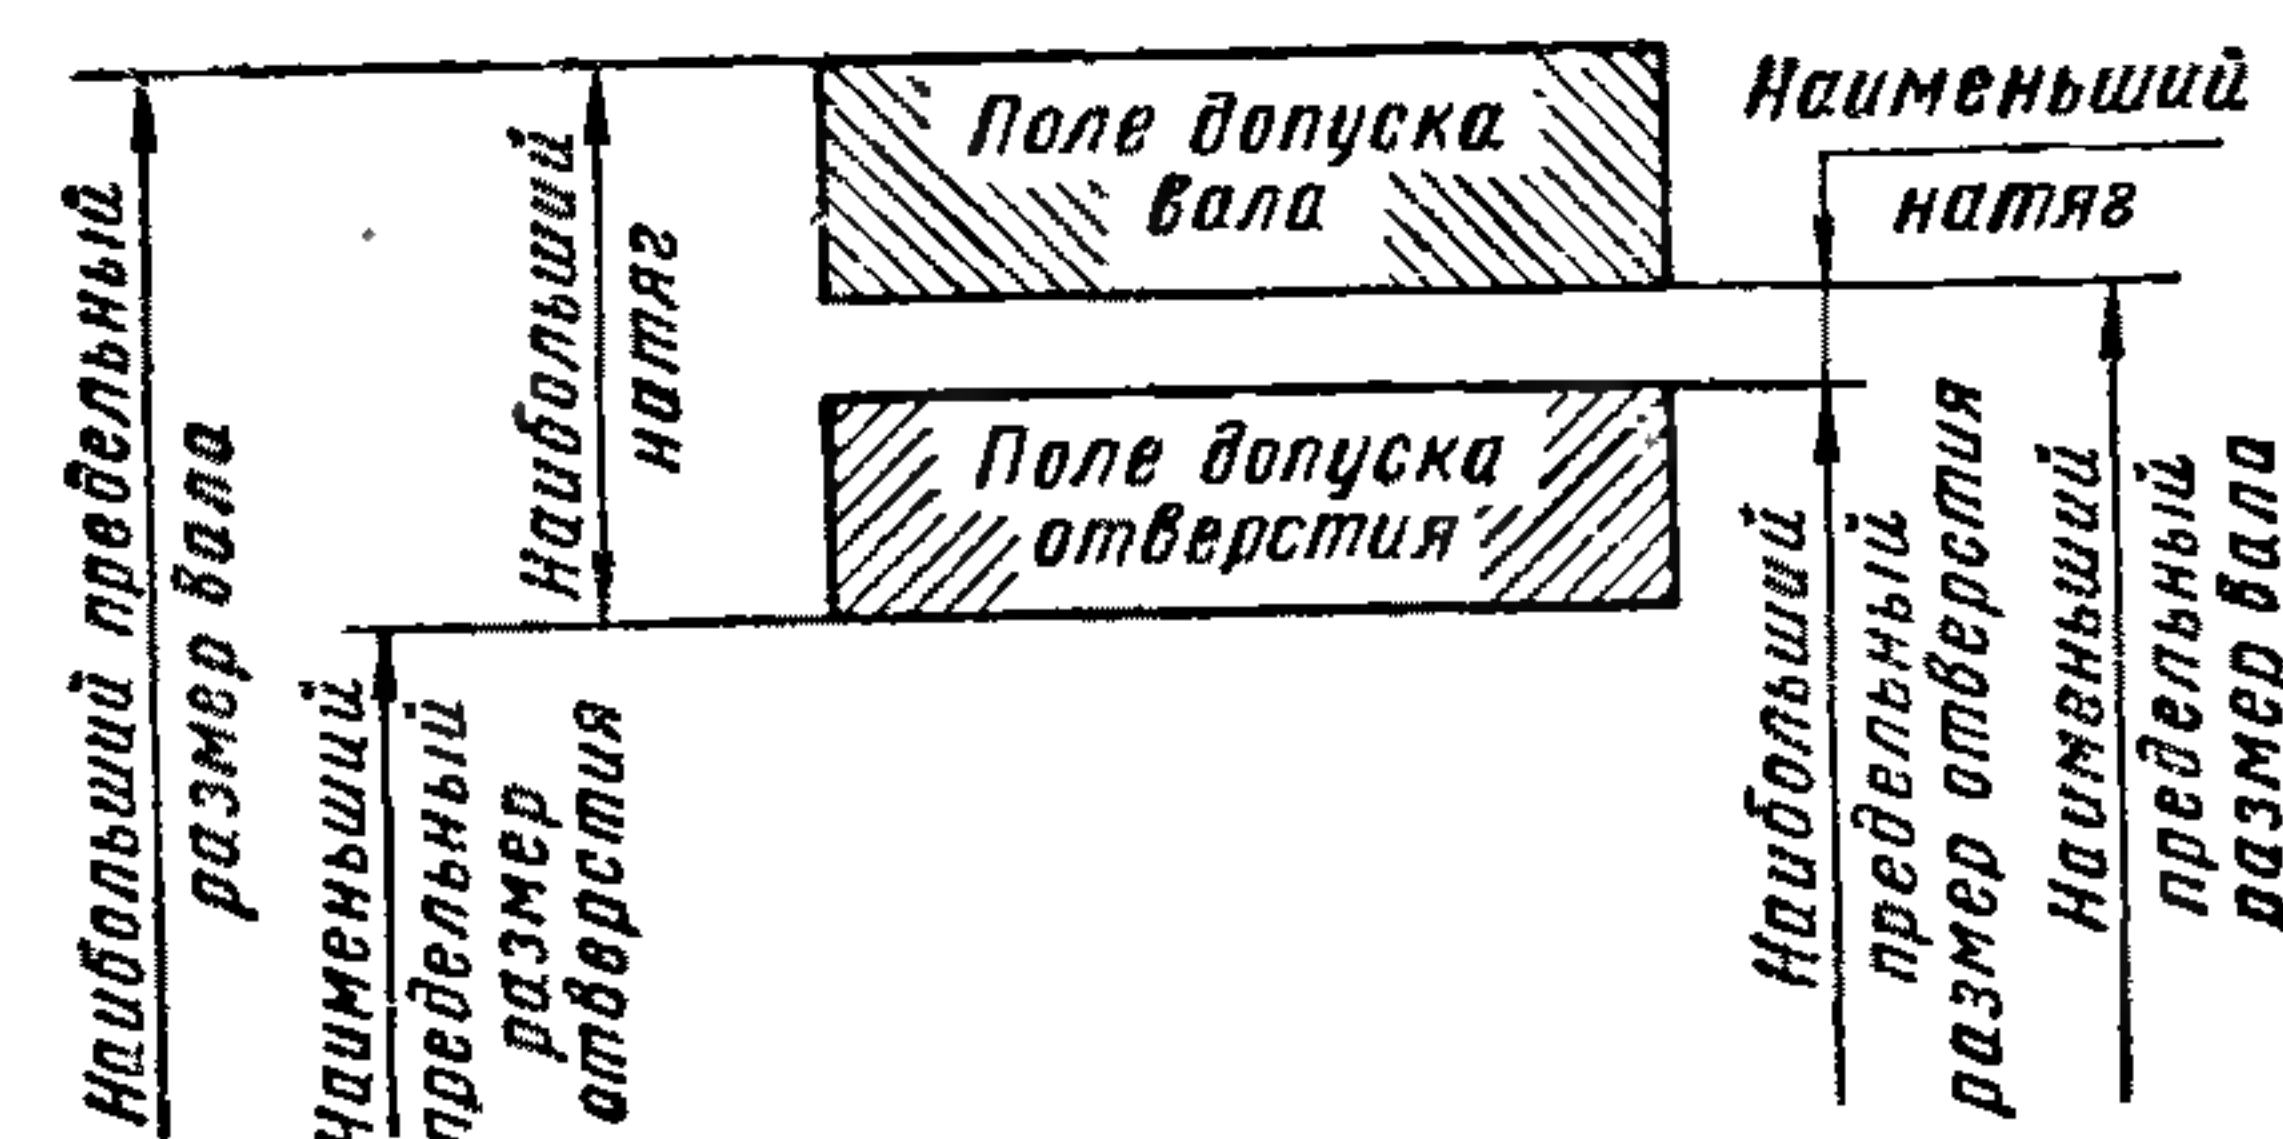 Наибольший предельный
размер вала
Наименьший
предельный
размер
отверстия
Наибольший
натяг
Поле допуска
вала
Поле допуска
отверстия
Наименьший
натяг
Наибольший
предельный
размер отверстия
Наименьший
предельный
размер вала